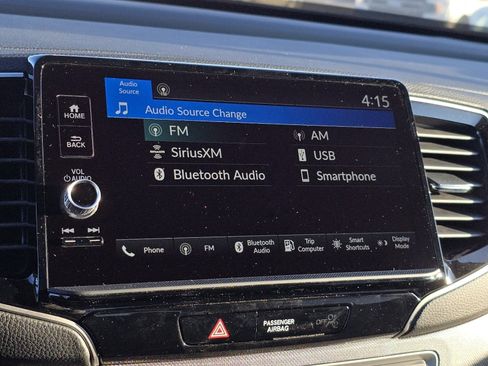 Audio
Source
4:15
Audio Source Change
HOME
BACK
VOL
AUDIO
FM
AM
SiriusXM
USB
Bluetooth Audio
Smartphone
Phone
FM
Bluetooth
Audio
Trip
Computer
Smart
Shortcuts
Display
Mode
PASSENGER
AIRBAG
OFF